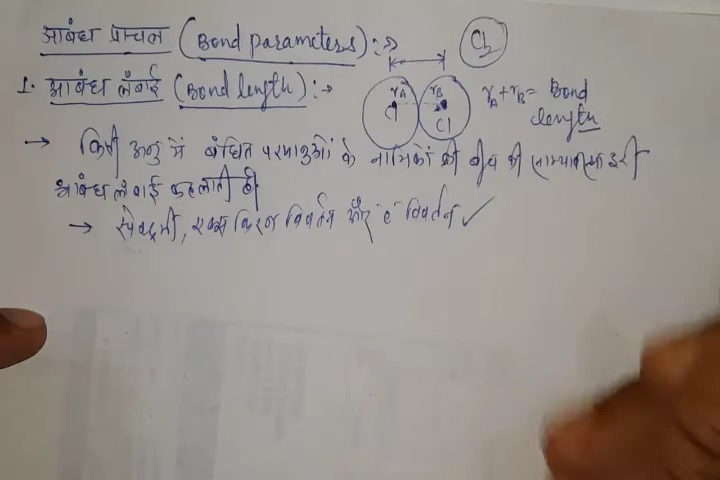 आबंध प्राचल (Bond parameters) :→
Cl₂
1. आबंध लंबाई (Bond length) :→
rA rB
Cl Cl
rA + rB = Bond
length
→ किसी अणु में बंधित परमाणुओं के नाभिकों की बीच की साम्यावस्था दूरी
आबंध लंबाई कहलाती है।
→ स्पेक्ट्रमी, एक्स किरण विवर्तन और e⁻ विवर्तन ✓